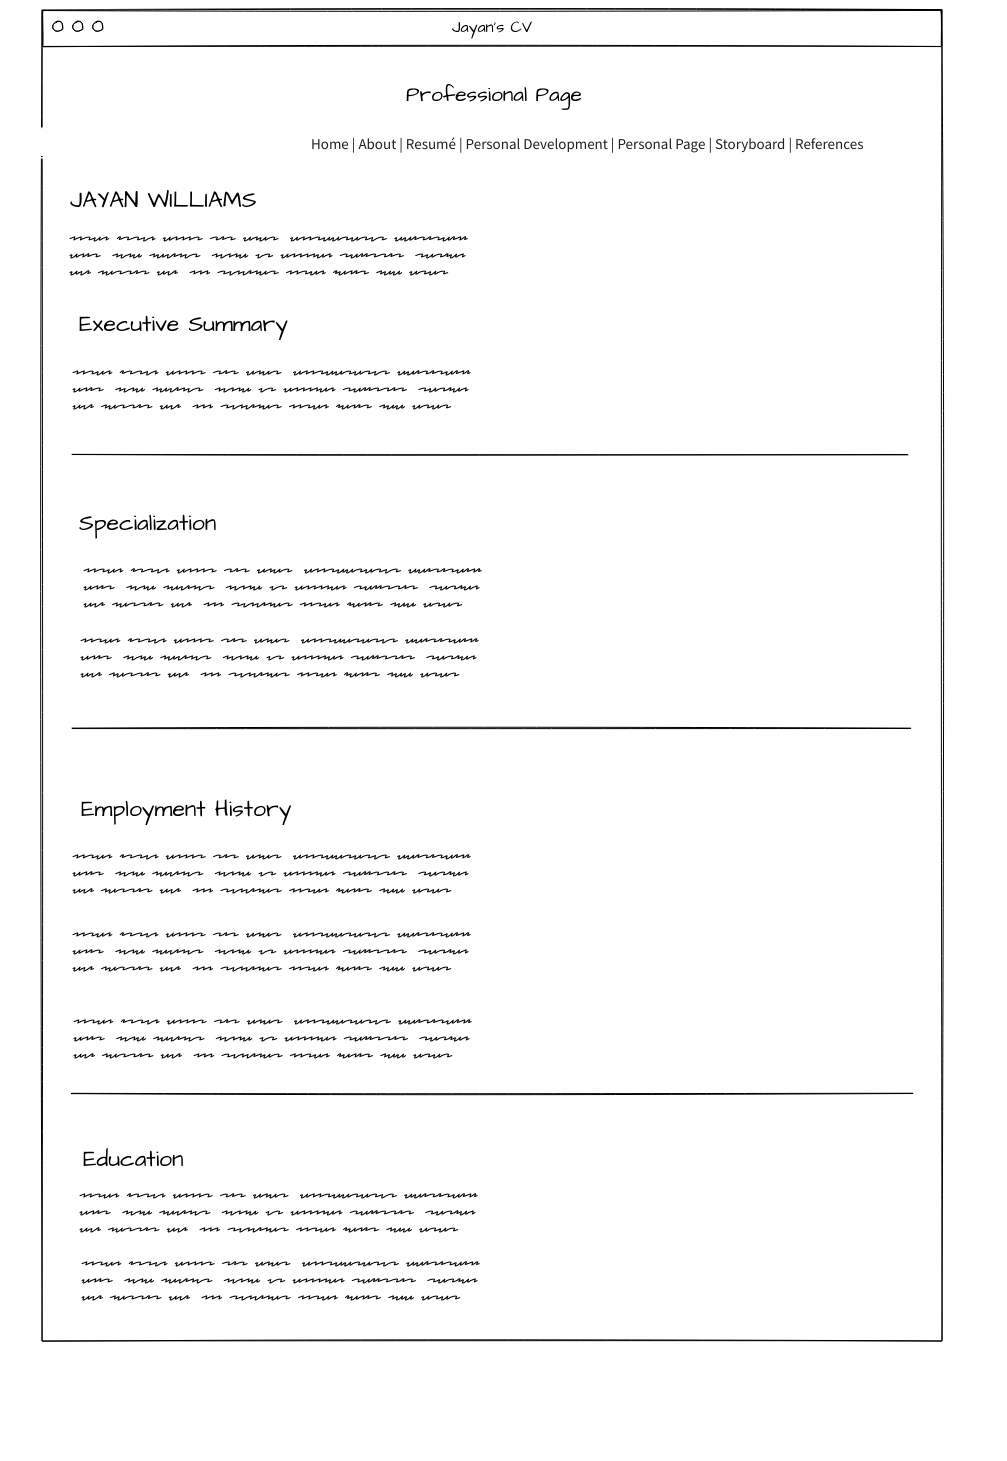 Jayan's CV
Professional Page
Home | About | Resumé | Personal Development | Personal Page | Storyboard | References
JAYAN WILLIAMS
Executive Summary
Specialization
Employment History
Education